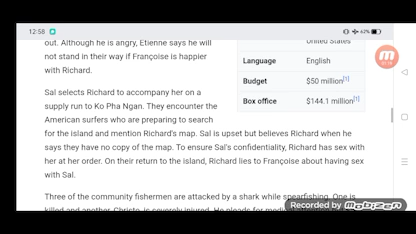 12:58
62%
out. Although he is angry, Étienne says he will
not stand in their way if Françoise is happier
with Richard.
United States
Language English
Budget $50 million[1]
Box office $144.1 million[1]
Sal selects Richard to accompany her on a
supply run to Ko Pha Ngan. They encounter the
American surfers who are preparing to search
for the island and mention Richard's map. Sal is upset but believes Richard when he
says they have no copy of the map. To ensure Sal's confidentiality, Richard has sex with
her at her order. On their return to the island, Richard lies to Françoise about having sex
with Sal.
Three of the community fishermen are attacked by a shark while spearfishing. One is
killed and another, Christo, is severely injured. He pleads for
Recorded by mobizen